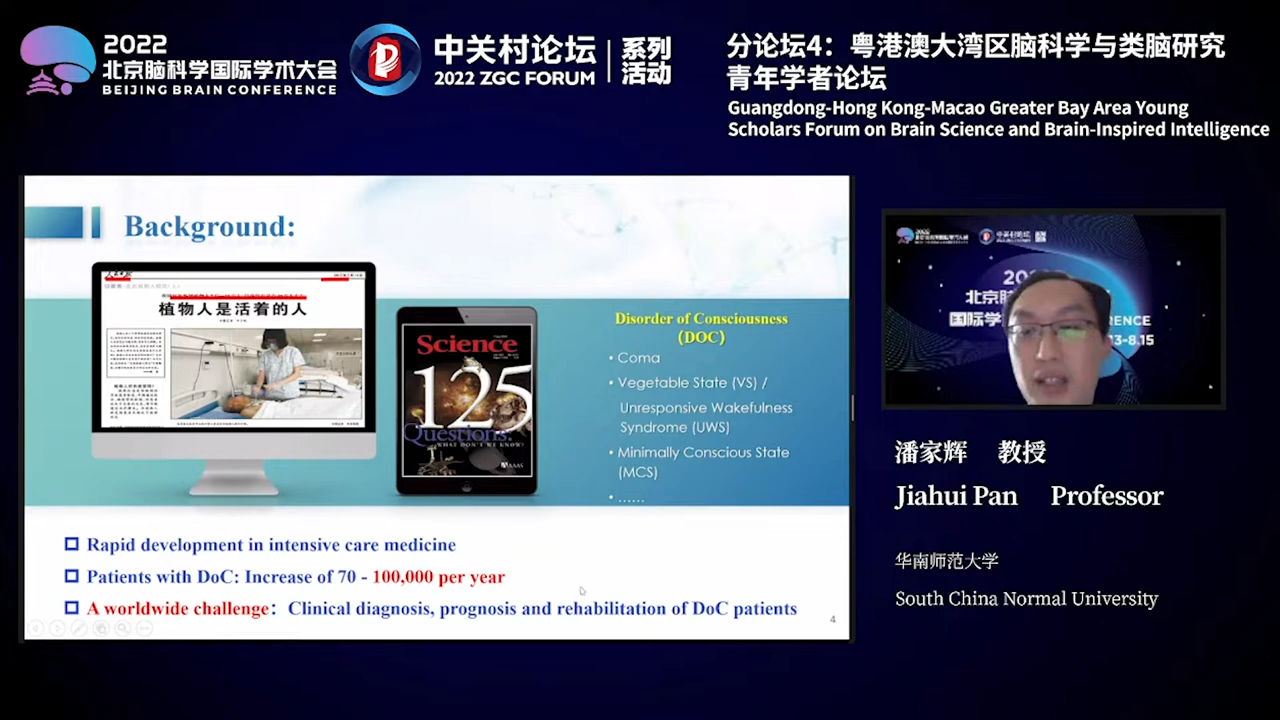 2022
北京脑科学国际学术大会
BEIJING BRAIN CONFERENCE
中关村论坛
2022 ZGC FORUM
系列
活动
分论坛4：粤港澳大湾区脑科学与类脑研究
青年学者论坛
Guangdong-Hong Kong-Macao Greater Bay Area Young
Scholars Forum on Brain Science and Brain-Inspired Intelligence
Background:
植物人是活着的人
Science
125
Questions:
WHAT DON'T WE KNOW?
AAAS
Disorder of Consciousness
(DOC)
• Coma
• Vegetable State (VS) /
Unresponsive Wakefulness
Syndrome (UWS)
• Minimally Conscious State
(MCS)
• ......
Rapid development in intensive care medicine
Patients with DoC: Increase of 70 - 100,000 per year
A worldwide challenge：Clinical diagnosis, prognosis and rehabilitation of DoC patients
4
潘家辉 教授
Jiahui Pan Professor
华南师范大学
South China Normal University